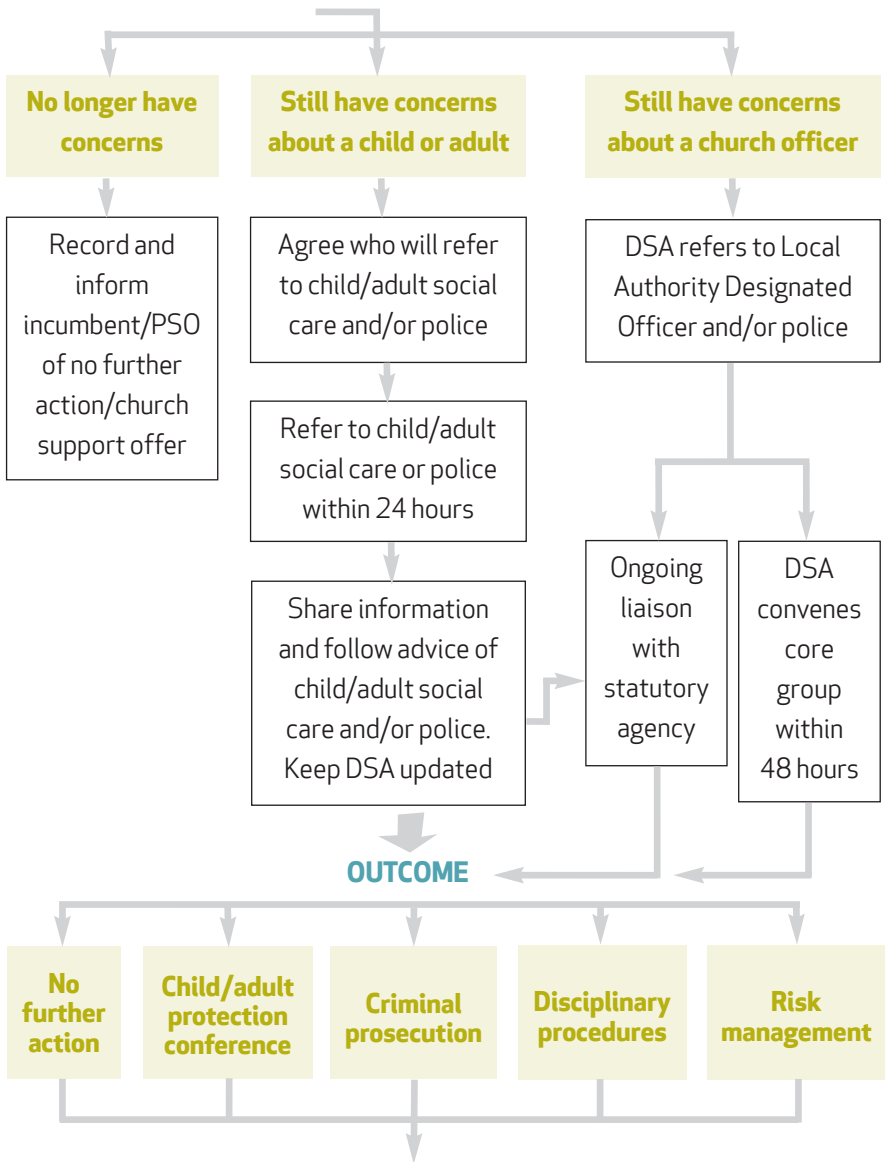 No longer have
concerns
Still have concerns
about a child or adult
Still have concerns
about a church officer
Record and
inform
incumbent/PSO
of no further
action/church
support offer
Agree who will refer
to child/adult social
care and/or police
DSA refers to Local
Authority Designated
Officer and/or police
Refer to child/adult
social care or police
within 24 hours
Share information
and follow advice of
child/adult social
care and/or police.
Keep DSA updated
Ongoing
liaison
with
statutory
agency
DSA
convenes
core
group
within
48 hours
OUTCOME
No
further
action
Child/adult
protection
conference
Criminal
prosecution
Disciplinary
procedures
Risk
management